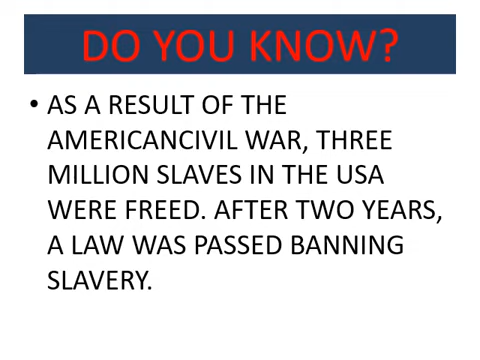 DO YOU KNOW?
• AS A RESULT OF THE
AMERICANCIVIL WAR, THREE
MILLION SLAVES IN THE USA
WERE FREED. AFTER TWO YEARS,
A LAW WAS PASSED BANNING
SLAVERY.